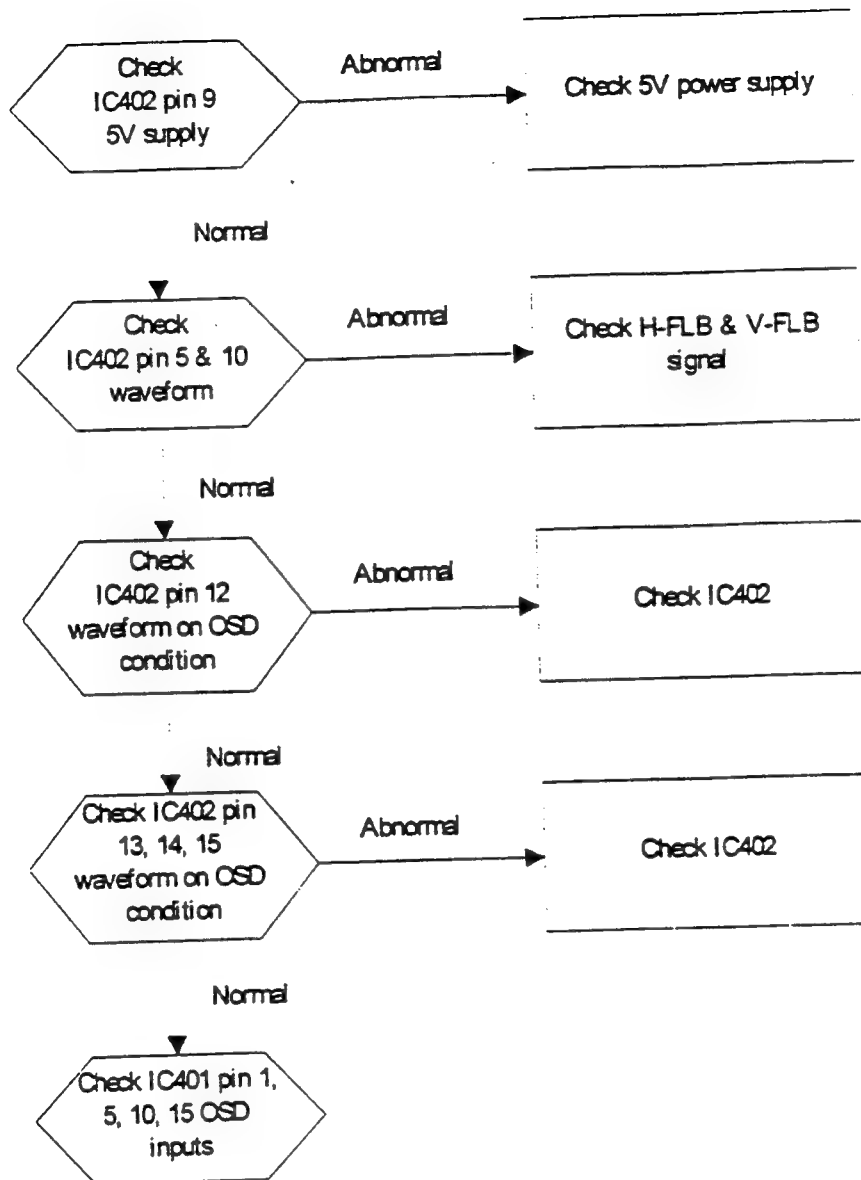 Check
IC402 pin 9
5V supply
Abnormal
Check 5V power supply
Normal
Check
IC402 pin 5 & 10
waveform
Abnormal
Check H-FLB & V-FLB
signal
Normal
Check
IC402 pin 12
waveform on OSD
condition
Abnormal
Check IC402
Normal
Check IC402 pin
13, 14, 15
waveform on OSD
condition
Abnormal
Check IC402
Normal
Check IC401 pin 1,
5, 10, 15 OSD
inputs